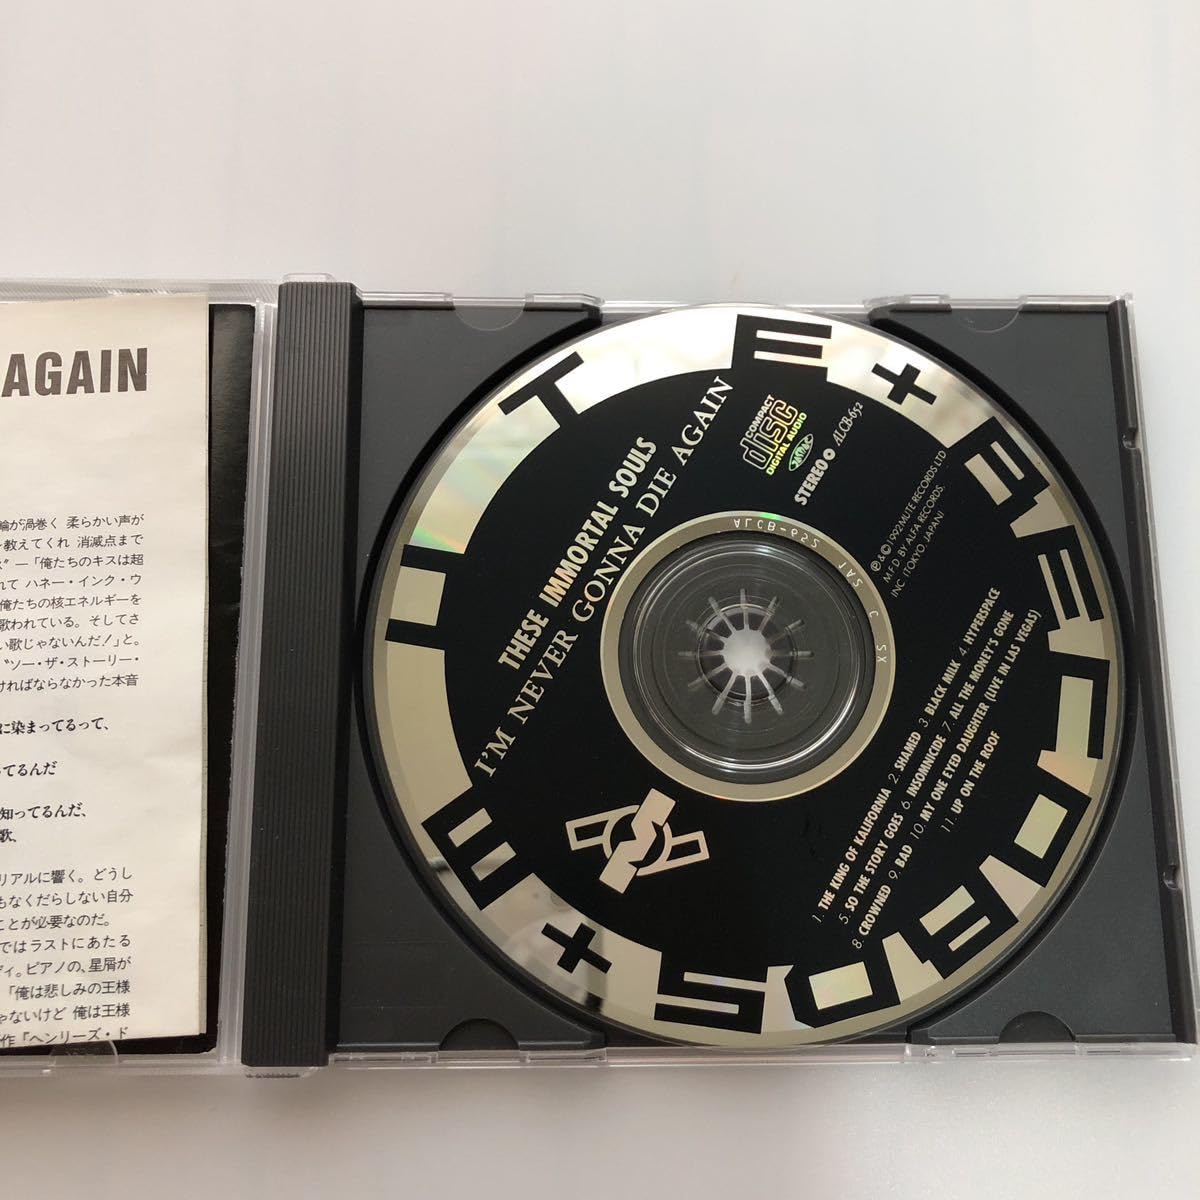 AGAIN
輪が渦巻く 柔らかい声が
教えてくれ 消滅点まで
”―「俺たちのキスは超
れて ハネー・インク・ウ
俺たちの核エネルギーを
歌われている。そしてさ
い歌じゃないんだ!」と。
“ソー・ザ・ストーリー・
ければならなかった本音
に染まってるって、
てるんだ
知ってるんだ、
歌、
リアルに響く。どうし
もなくだらしない自分
ことが必要なのだ。
ではラストにあたる
ディ。ピアノの、星屑が
「俺は悲しみの王様
ゃないけど 俺は王様
作『ヘンリーズ・ド
MUTE + RECORDS +
THESE IMMORTAL SOULS
I'M NEVER GONNA DIE AGAIN
COMPACT
disc
DIGITAL AUDIO
JASRAC
STEREO
ALCB-652
℗&©1992 MUTE RECORDS LTD
M.F.D BY ALFA RECORDS,
INC (TOKYO, JAPAN)
ALCB-652
1. THE KING OF KALIFORNIA 2. SHAMED 3. BLACK MILK 4. HYPERSPACE
5. SO THE STORY GOES 6. INSOMNICIDE 7. ALL THE MONEY'S GONE
8. CROWNED 9. BAD 10. MY ONE EYED DAUGHTER (LIVE IN LAS VEGAS)
11. UP ON THE ROOF